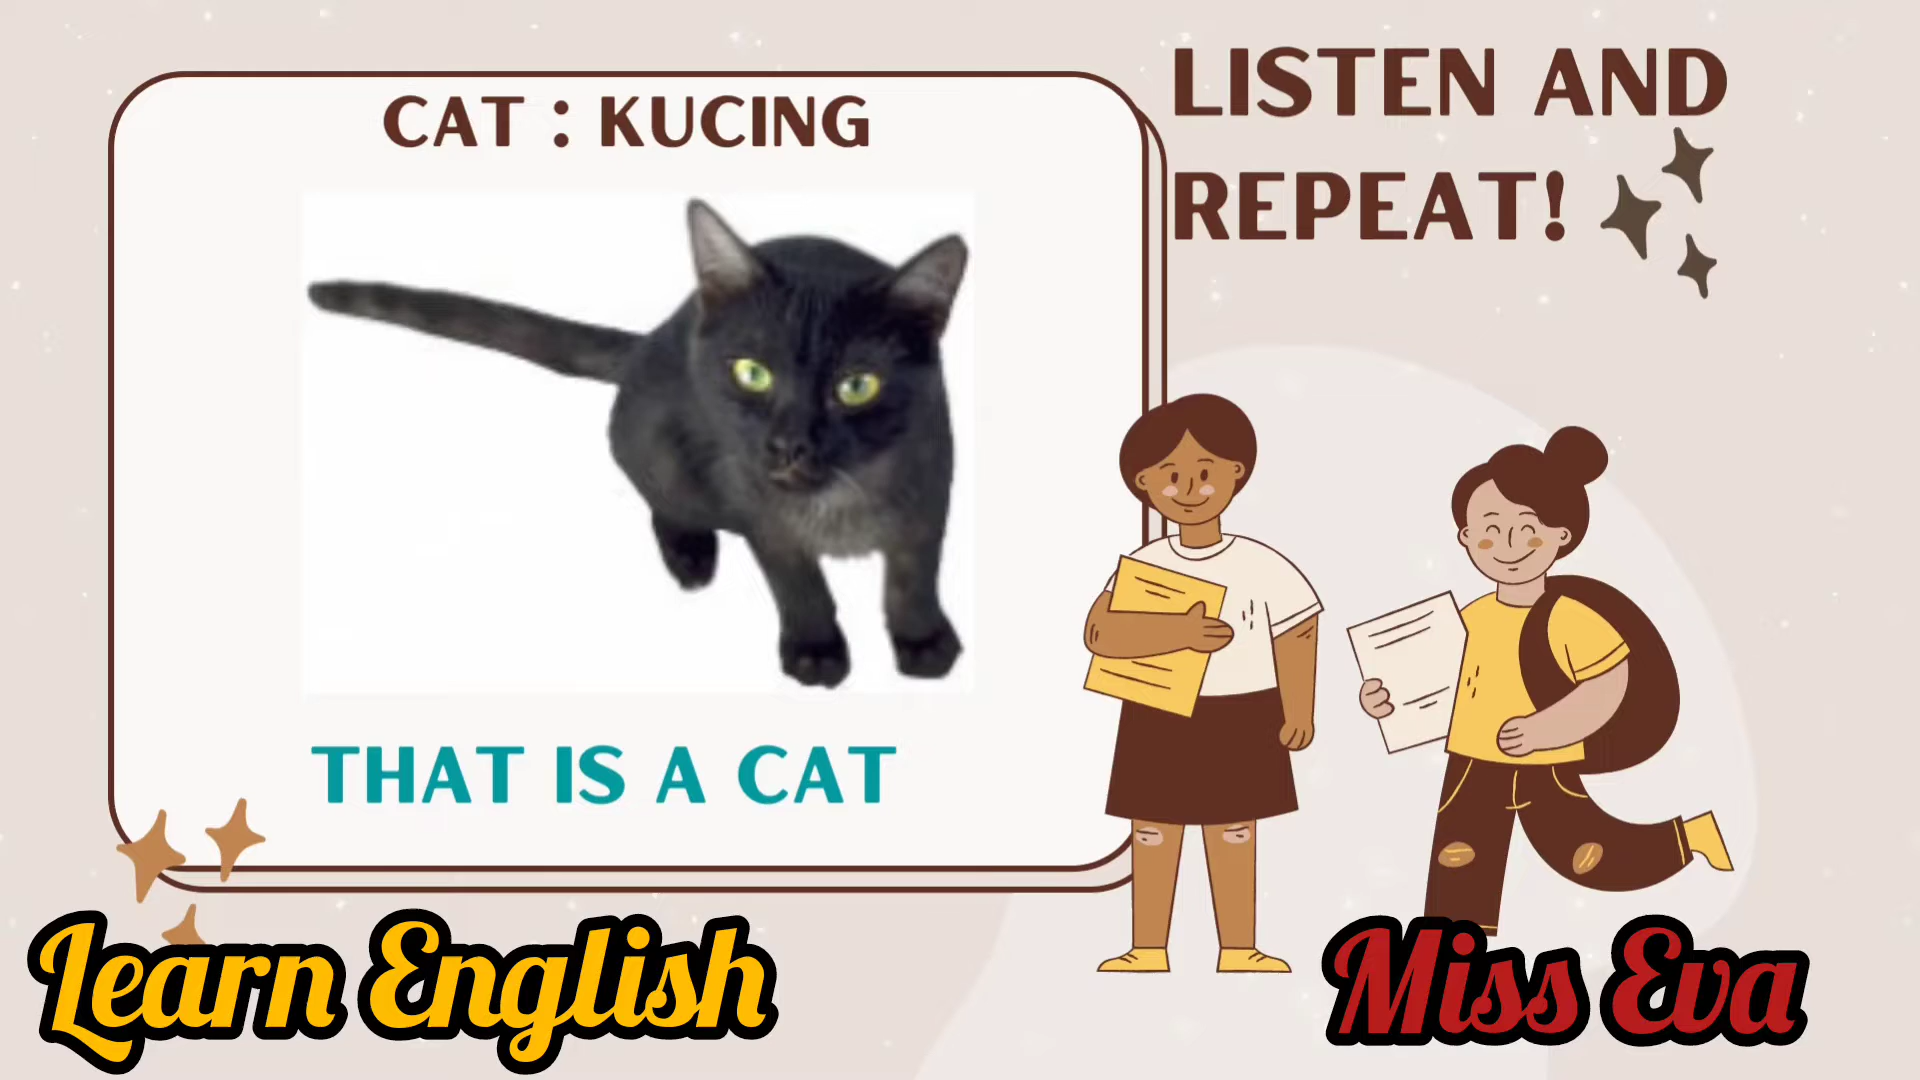 CAT : KUCING
THAT IS A CAT
LISTEN AND
REPEAT!
Learn English
Miss Eva